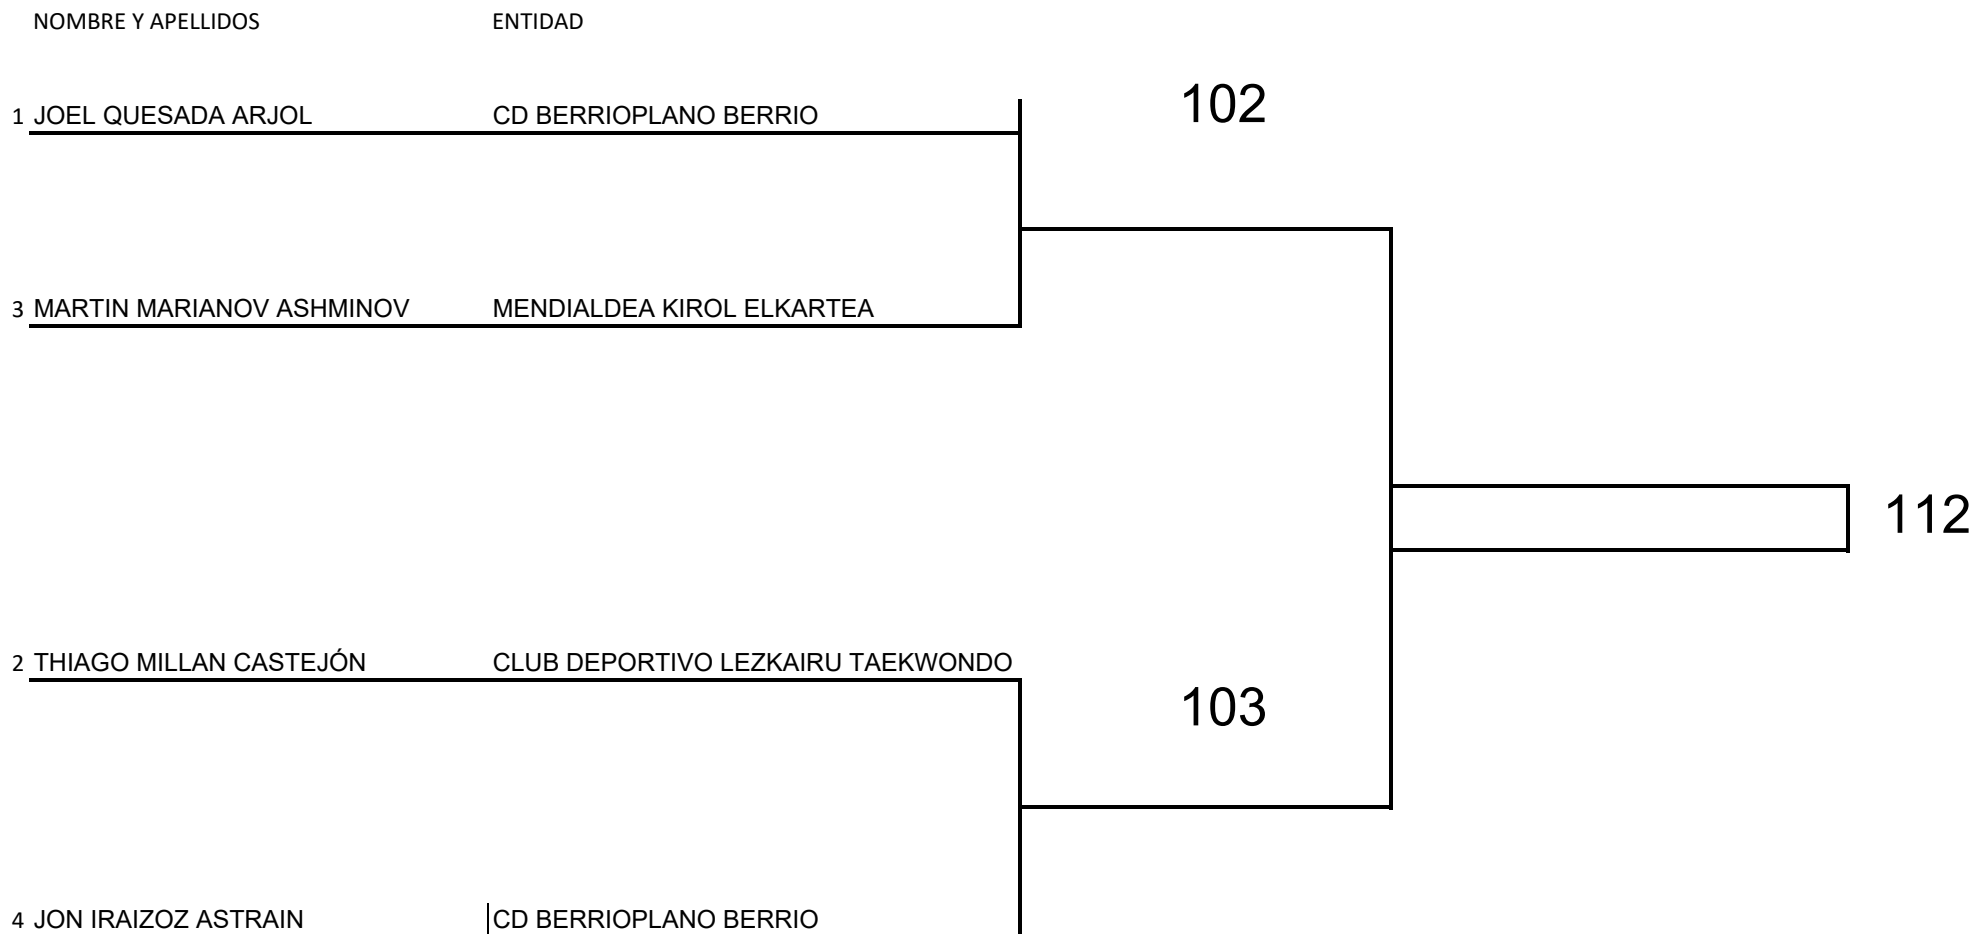 NOMBRE Y APELLIDOS ENTIDAD
1 JOEL QUESADA ARJOL CD BERRIOPLANO BERRIO
102
3 MARTIN MARIANOV ASHMINOV MENDIALDEA KIROL ELKARTEA
112
2 THIAGO MILLAN CASTEJÓN CLUB DEPORTIVO LEZKAIRU TAEKWONDO
103
4 JON IRAIZOZ ASTRAIN CD BERRIOPLANO BERRIO